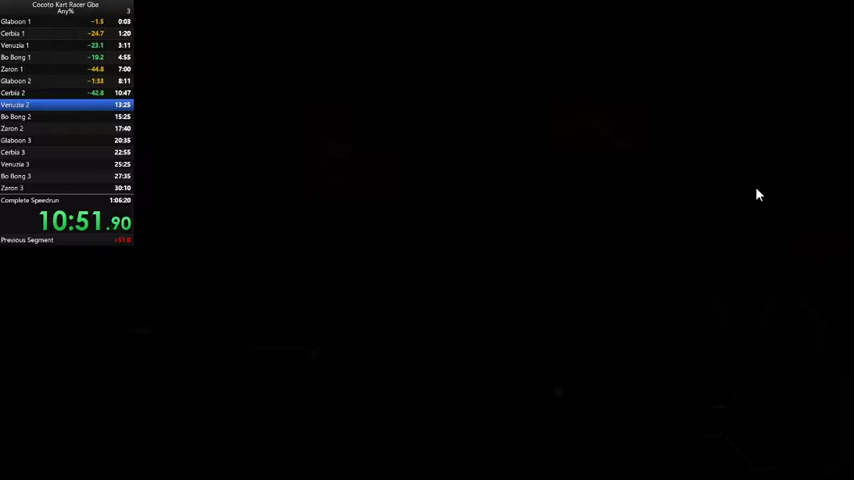 Cocoto Kart Racer Gba
Any% 3
Glaboon 1 -1.5 0:03
Cerbia 1 -24.7 1:20
Venuzia 1 -23.1 3:11
Bo Bong 1 -19.2 4:55
Zaron 1 -44.8 7:00
Glaboon 2 -1:33 8:11
Cerbia 2 -42.8 10:47
Venuzia 2 13:25
Bo Bong 2 15:25
Zaron 2 17:40
Glaboon 3 20:35
Cerbia 3 22:55
Venuzia 3 25:25
Bo Bong 3 27:35
Zaron 3 30:10
Complete Speedrun 1:06:20
10:51.90
Previous Segment +51.0